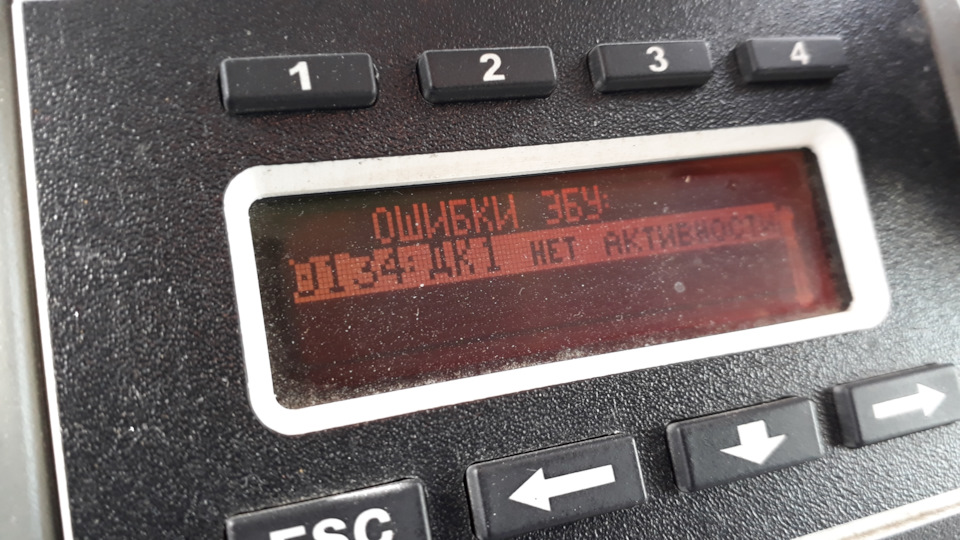 1 2 3 4
ОШИБКИ ЭБУ:
0134:ДК1 НЕТ АКТИВНОСТИ
ESC